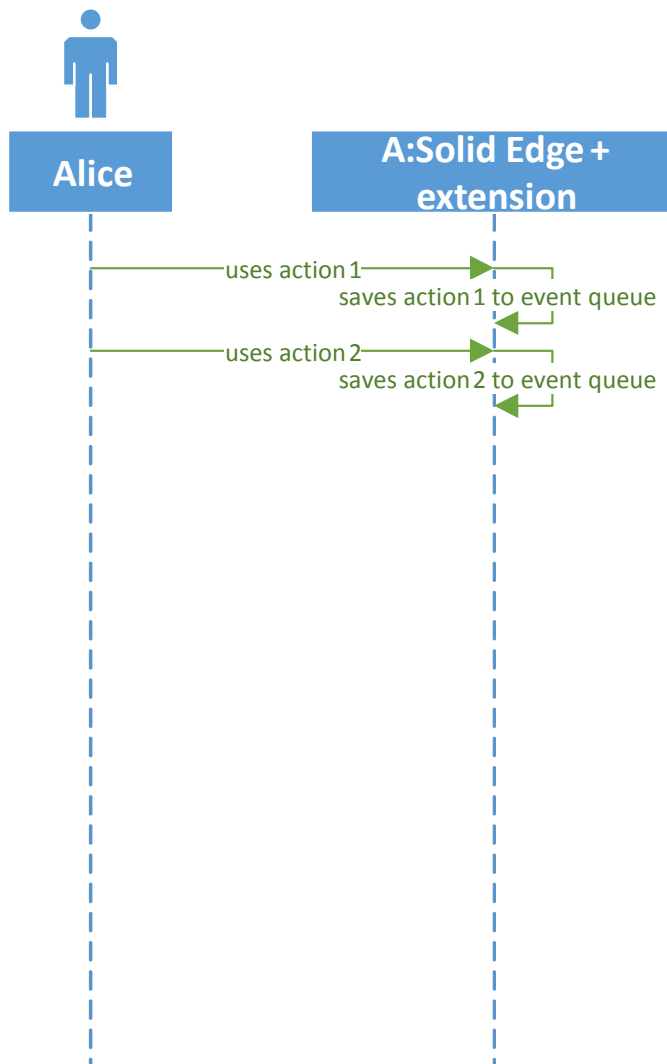 Alice
A:Solid Edge +
extension
uses action 1
saves action 1 to event queue
uses action 2
saves action 2 to event queue